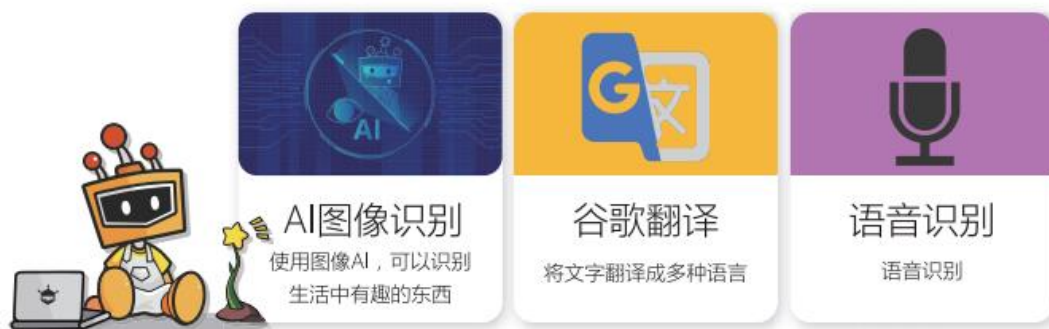 AI
G
文
AI图像识别
使用图像AI，可以识别
生活中有趣的东西
谷歌翻译
将文字翻译成多种语言
语音识别
语音识别